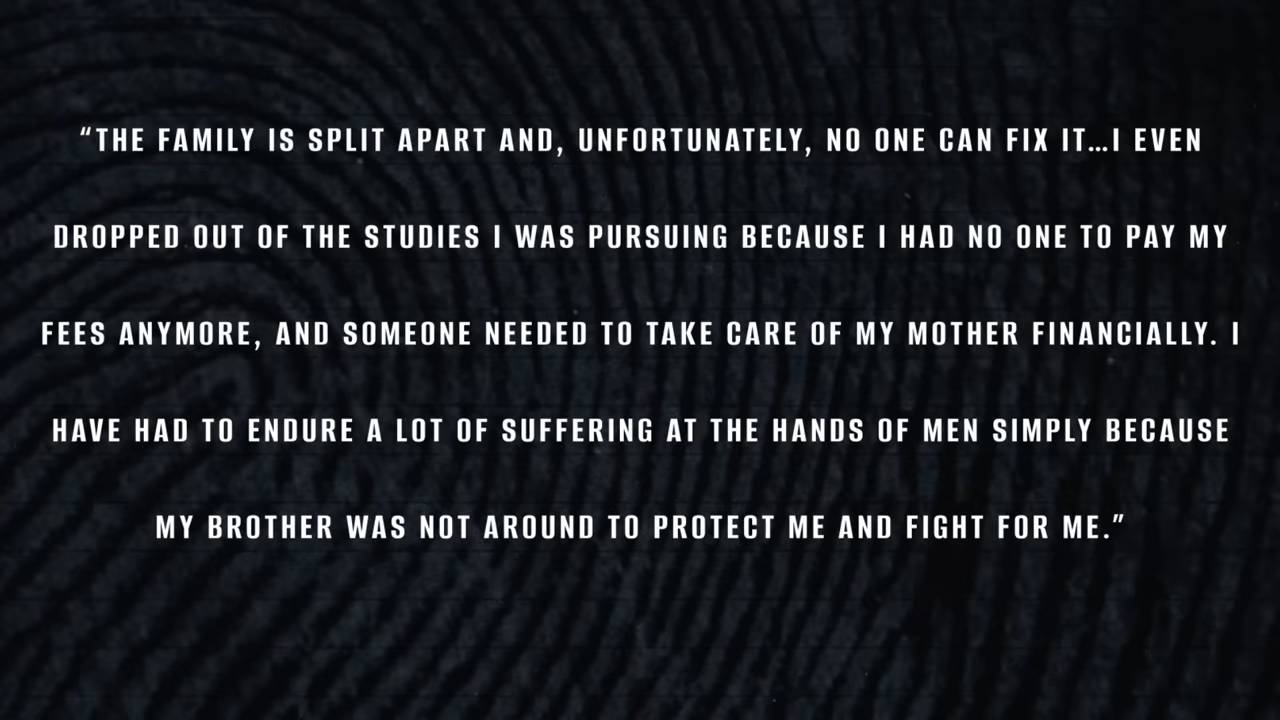 “THE FAMILY IS SPLIT APART AND, UNFORTUNATELY, NO ONE CAN FIX IT...I EVEN
DROPPED OUT OF THE STUDIES I WAS PURSUING BECAUSE I HAD NO ONE TO PAY MY
FEES ANYMORE, AND SOMEONE NEEDED TO TAKE CARE OF MY MOTHER FINANCIALLY. I
HAVE HAD TO ENDURE A LOT OF SUFFERING AT THE HANDS OF MEN SIMPLY BECAUSE
MY BROTHER WAS NOT AROUND TO PROTECT ME AND FIGHT FOR ME.”